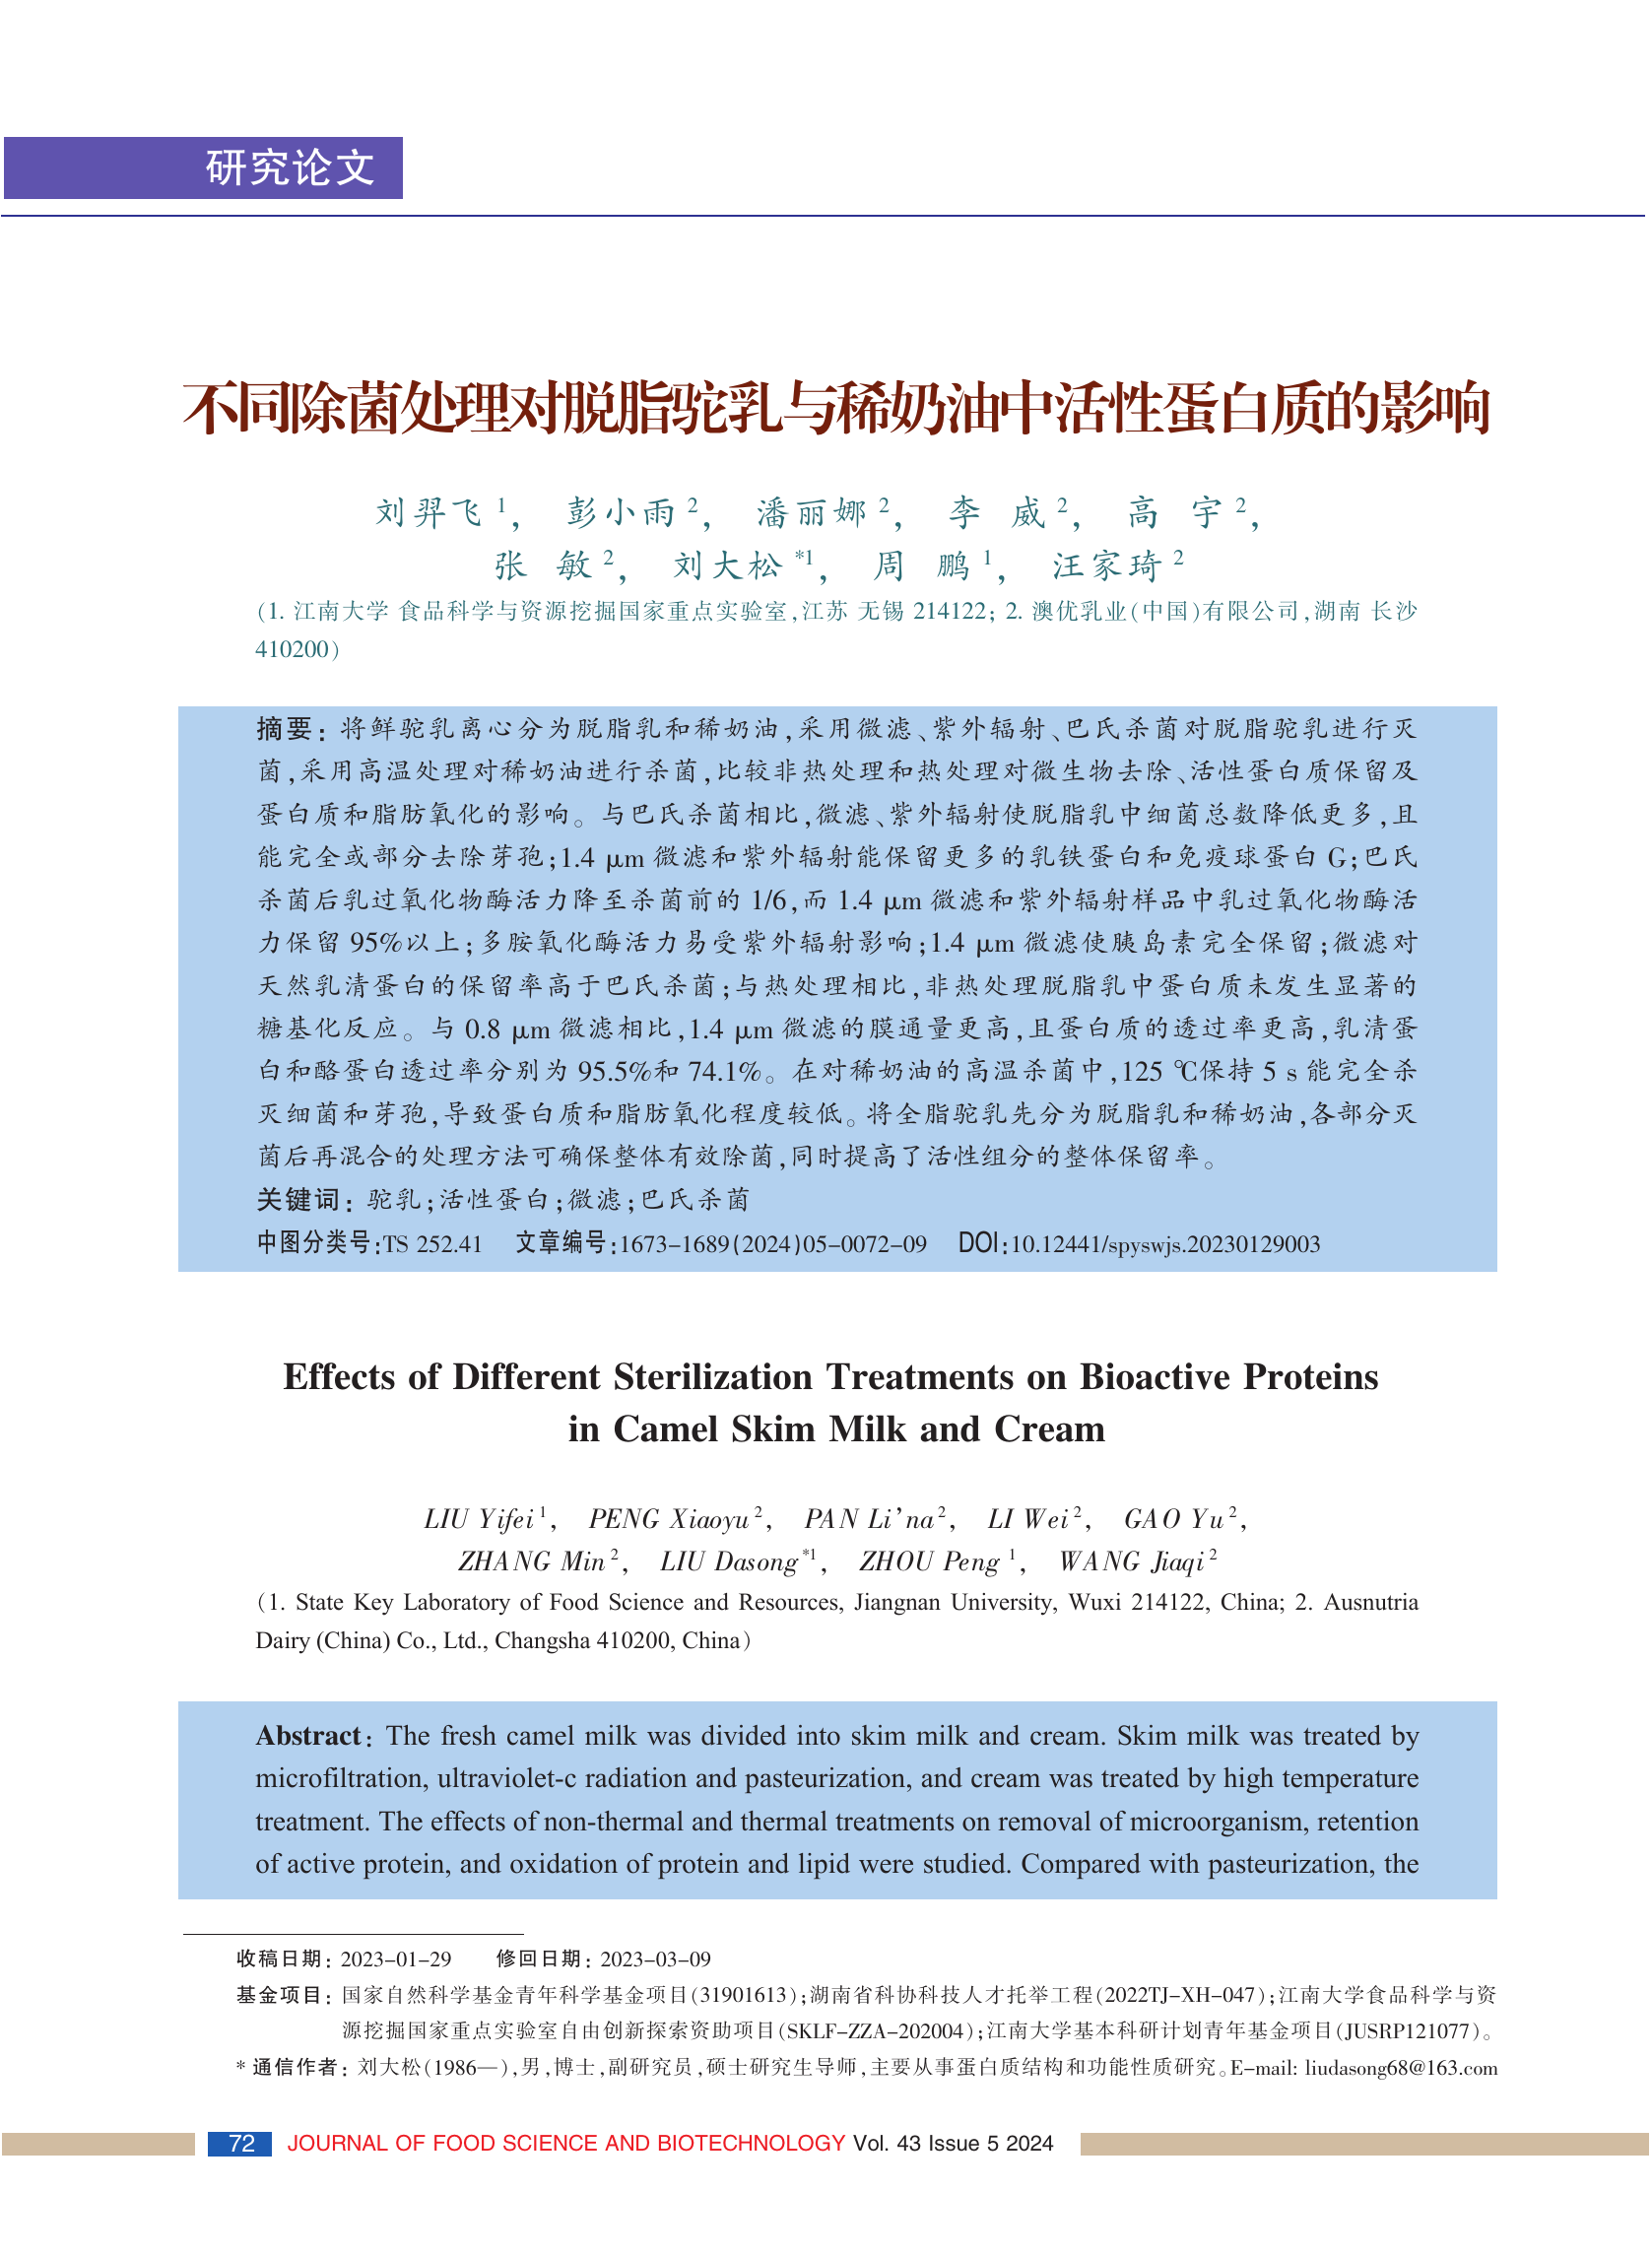 研究论文
不同除菌处理对脱脂驼乳与稀奶油中活性蛋白质的影响
刘羿飞 1， 彭小雨 2， 潘丽娜 2， 李 威 2， 高 宇 2，
张 敏 2， 刘大松 *1， 周 鹏 1， 汪家琦 2
(1. 江南大学 食品科学与资源挖掘国家重点实验室,江苏 无锡 214122; 2. 澳优乳业(中国)有限公司,湖南 长沙
410200)
摘要: 将鲜驼乳离心分为脱脂乳和稀奶油,采用微滤、紫外辐射、巴氏杀菌对脱脂驼乳进行灭
菌,采用高温处理对稀奶油进行杀菌,比较非热处理和热处理对微生物去除、活性蛋白质保留及
蛋白质和脂肪氧化的影响。与巴氏杀菌相比,微滤、紫外辐射使脱脂乳中细菌总数降低更多,且
能完全或部分去除芽孢;1.4 μm 微滤和紫外辐射能保留更多的乳铁蛋白和免疫球蛋白 G;巴氏
杀菌后乳过氧化物酶活力降至杀菌前的 1/6,而 1.4 μm 微滤和紫外辐射样品中乳过氧化物酶活
力保留 95%以上;多胺氧化酶活力易受紫外辐射影响;1.4 μm 微滤使胰岛素完全保留;微滤对
天然乳清蛋白的保留率高于巴氏杀菌;与热处理相比,非热处理脱脂乳中蛋白质未发生显著的
糖基化反应。与 0.8 μm 微滤相比,1.4 μm 微滤的膜通量更高,且蛋白质的透过率更高,乳清蛋
白和酪蛋白透过率分别为 95.5%和 74.1%。在对稀奶油的高温杀菌中,125 ℃保持 5 s 能完全杀
灭细菌和芽孢,导致蛋白质和脂肪氧化程度较低。将全脂驼乳先分为脱脂乳和稀奶油,各部分灭
菌后再混合的处理方法可确保整体有效除菌,同时提高了活性组分的整体保留率。
关键词: 驼乳;活性蛋白;微滤;巴氏杀菌
中图分类号:TS 252.41 文章编号:1673-1689(2024)05-0072-09 DOI:10.12441/spyswjs.20230129003
Effects of Different Sterilization Treatments on Bioactive Proteins
in Camel Skim Milk and Cream
LIU Yifei 1, PENG Xiaoyu 2, PAN Li'na 2, LI Wei 2, GAO Yu 2,
ZHANG Min 2, LIU Dasong *1, ZHOU Peng 1, WANG Jiaqi 2
(1. State Key Laboratory of Food Science and Resources, Jiangnan University, Wuxi 214122, China; 2. Ausnutria
Dairy (China) Co., Ltd., Changsha 410200, China)
Abstract: The fresh camel milk was divided into skim milk and cream. Skim milk was treated by
microfiltration, ultraviolet-c radiation and pasteurization, and cream was treated by high temperature
treatment. The effects of non-thermal and thermal treatments on removal of microorganism, retention
of active protein, and oxidation of protein and lipid were studied. Compared with pasteurization, the
收稿日期: 2023-01-29 修回日期: 2023-03-09
基金项目: 国家自然科学基金青年科学基金项目(31901613);湖南省科协科技人才托举工程(2022TJ-XH-047);江南大学食品科学与资
源挖掘国家重点实验室自由创新探索资助项目(SKLF-ZZA-202004);江南大学基本科研计划青年基金项目(JUSRP121077)。
* 通信作者: 刘大松(1986—),男,博士,副研究员,硕士研究生导师,主要从事蛋白质结构和功能性质研究。E-mail: liudasong68@163.com
72 JOURNAL OF FOOD SCIENCE AND BIOTECHNOLOGY Vol. 43 Issue 5 2024